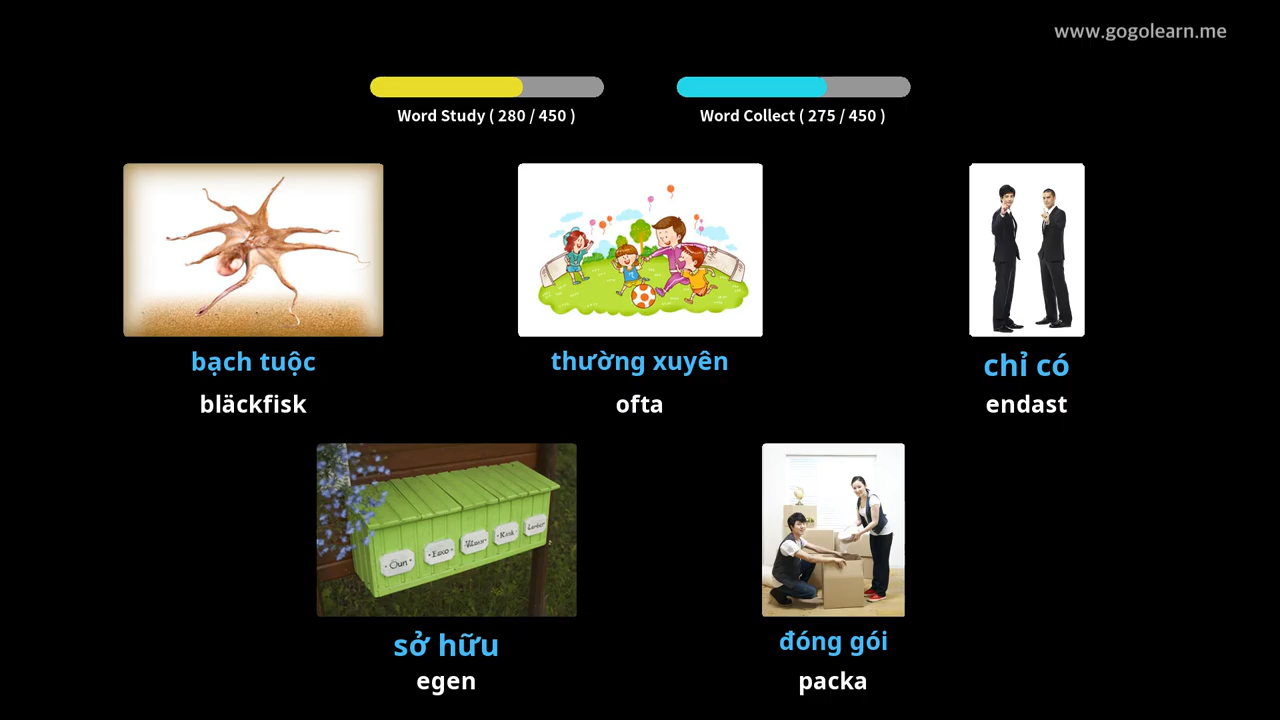 www.gogolearn.me
Word Study ( 280 / 450 )
Word Collect ( 275 / 450 )
bạch tuộc
thường xuyên
chỉ có
bläckfisk
ofta
endast
sở hữu
đóng gói
egen
packa